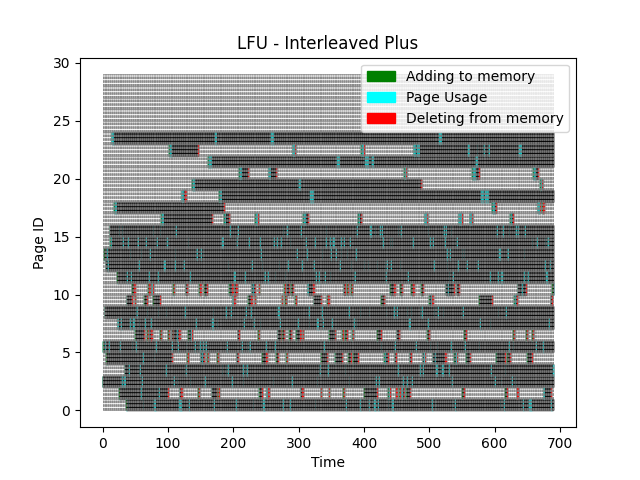 LFU - Interleaved Plus
Adding to memory
Page Usage
Deleting from memory
30
25
20
15
10
5
0
Page ID
0 100 200 300 400 500 600 700
Time